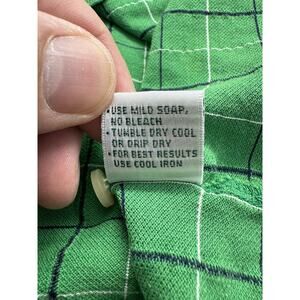 •USE MILD SOAP,
NO BLEACH
•TUMBLE DRY COOL
OR DRIP DRY
•FOR BEST RESULTS
USE COOL IRON